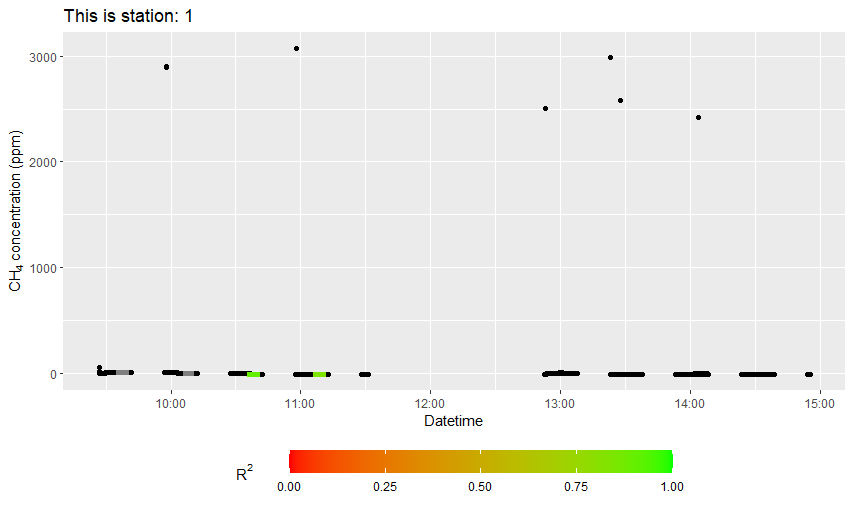 This is station: 1
CH₄ concentration (ppm)
3000
2000
1000
0
10:00 11:00 12:00 13:00 14:00 15:00
Datetime
R²
0.00 0.25 0.50 0.75 1.00